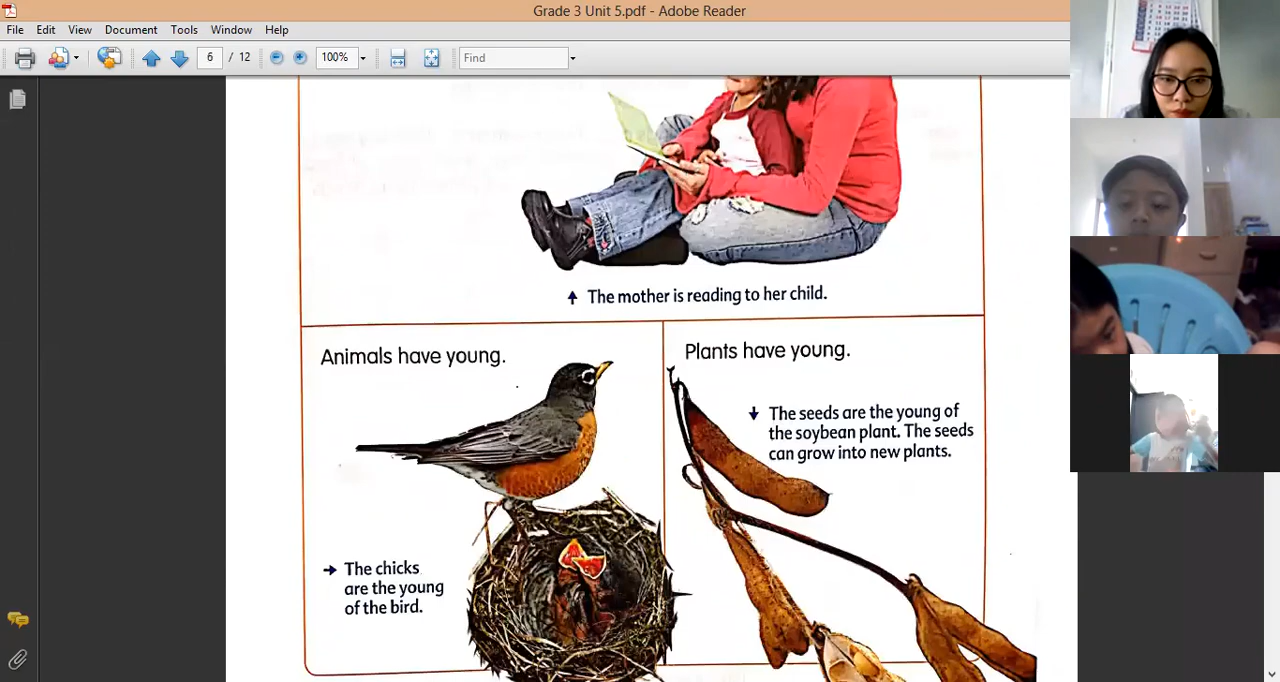 Grade 3 Unit 5.pdf - Adobe Reader
File Edit View Document Tools Window Help
6 / 12 100% Find
The mother is reading to her child.
Animals have young.
Plants have young.
The seeds are the young of
the soybean plant. The seeds
can grow into new plants.
The chicks
are the young
of the bird.